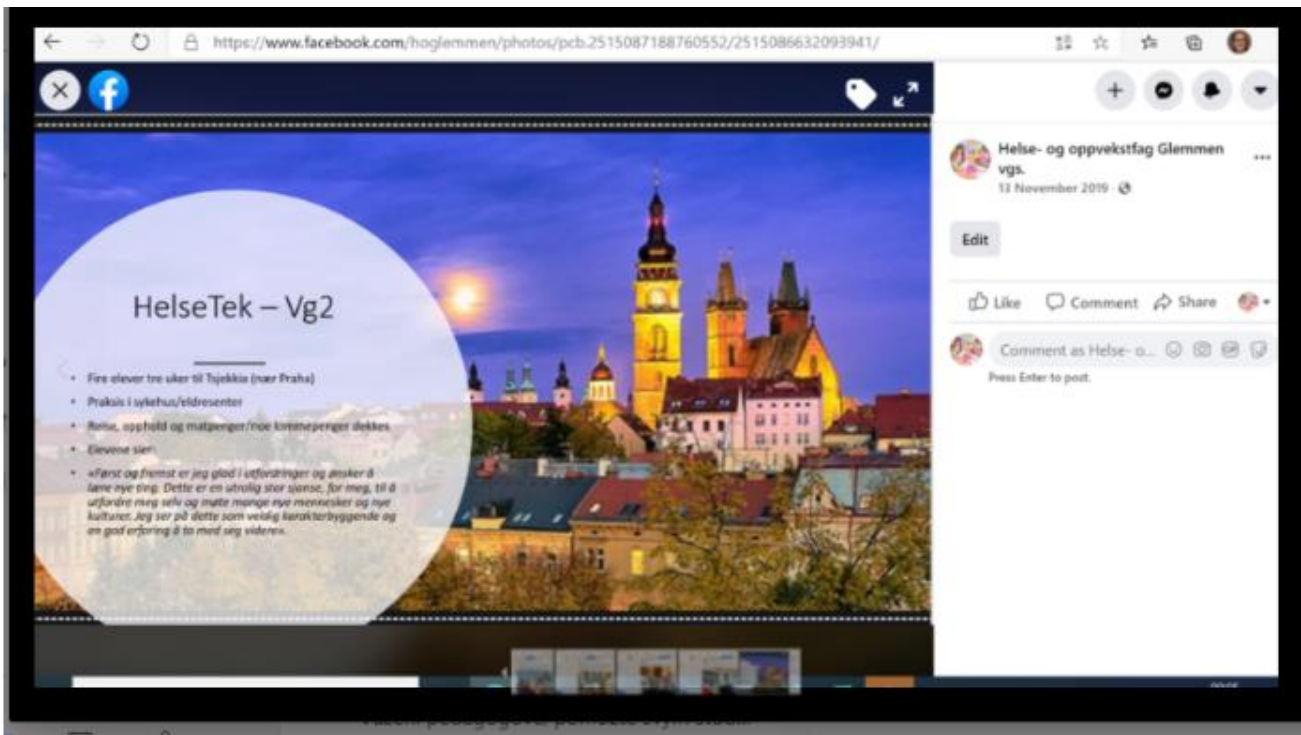 https://www.facebook.com/hoglemmen/photos/pcb.2515087188760552/2515086632093941/
Helse- og oppvekstfag Glemmen
vgs.
13 November 2019
Edit
Like Comment Share
Comment as Helse- o...
Press Enter to post.
HelseTek – Vg2
• Fire elever tre uker til Tsjekkia (nær Praha)
• Praksis i sykehus/eldresenter
• Reise, opphold og matpenger/noe lommepenger dekkes
• Elevene sier:
• «Først og fremst er jeg glad i utfordringer og ønsker å
lære nye ting. Dette er en utrolig stor sjanse, for meg, til å
utfordre meg selv og møte mange nye mennesker og nye
kulturer. Jeg ser på dette som veldig karakterbyggende og
en god erfaring å ta med seg videre».